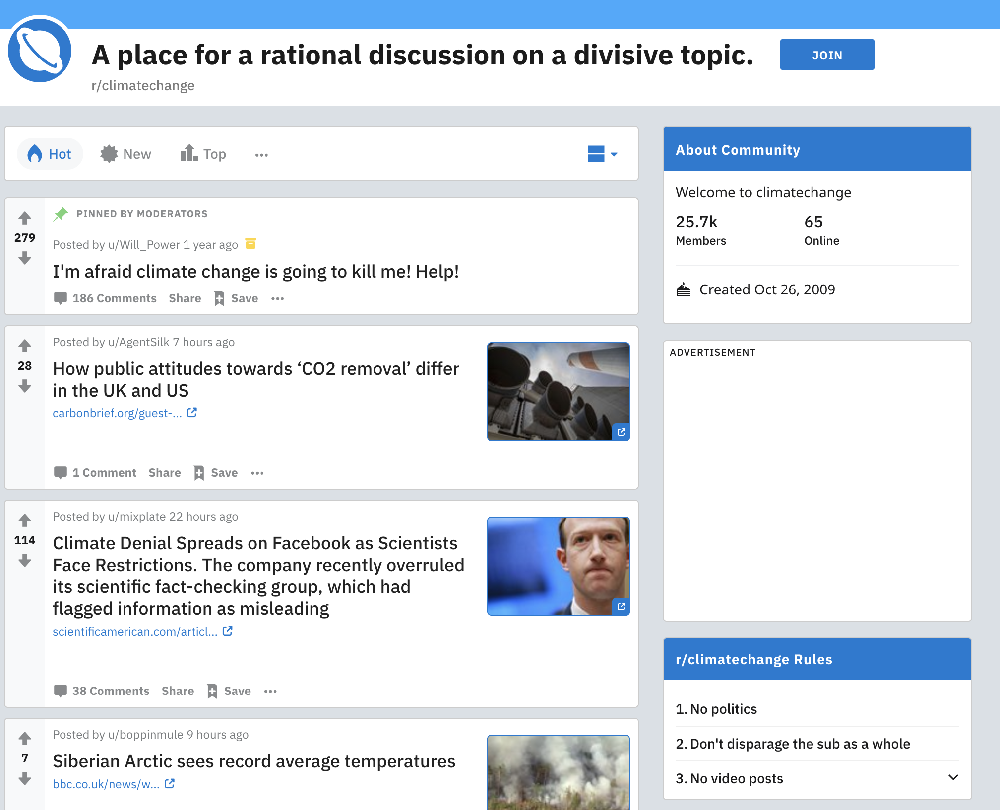 A place for a rational discussion on a divisive topic.
JOIN
r/climatechange
Hot
New
Top
...
PINNED BY MODERATORS
279
Posted by u/Will_Power 1 year ago
I'm afraid climate change is going to kill me! Help!
186 Comments Share Save ...
Posted by u/AgentSilk 7 hours ago
28
How public attitudes towards ‘CO2 removal’ differ
in the UK and US
carbonbrief.org/guest-...
1 Comment Share Save ...
Posted by u/mixplate 22 hours ago
114
Climate Denial Spreads on Facebook as Scientists
Face Restrictions. The company recently overruled
its scientific fact-checking group, which had
flagged information as misleading
scientificamerican.com/articl...
38 Comments Share Save ...
Posted by u/boppinmule 9 hours ago
7
Siberian Arctic sees record average temperatures
bbc.co.uk/news/w...
About Community
Welcome to climatechange
25.7k 65
Members Online
Created Oct 26, 2009
ADVERTISEMENT
r/climatechange Rules
1. No politics
2. Don't disparage the sub as a whole
3. No video posts